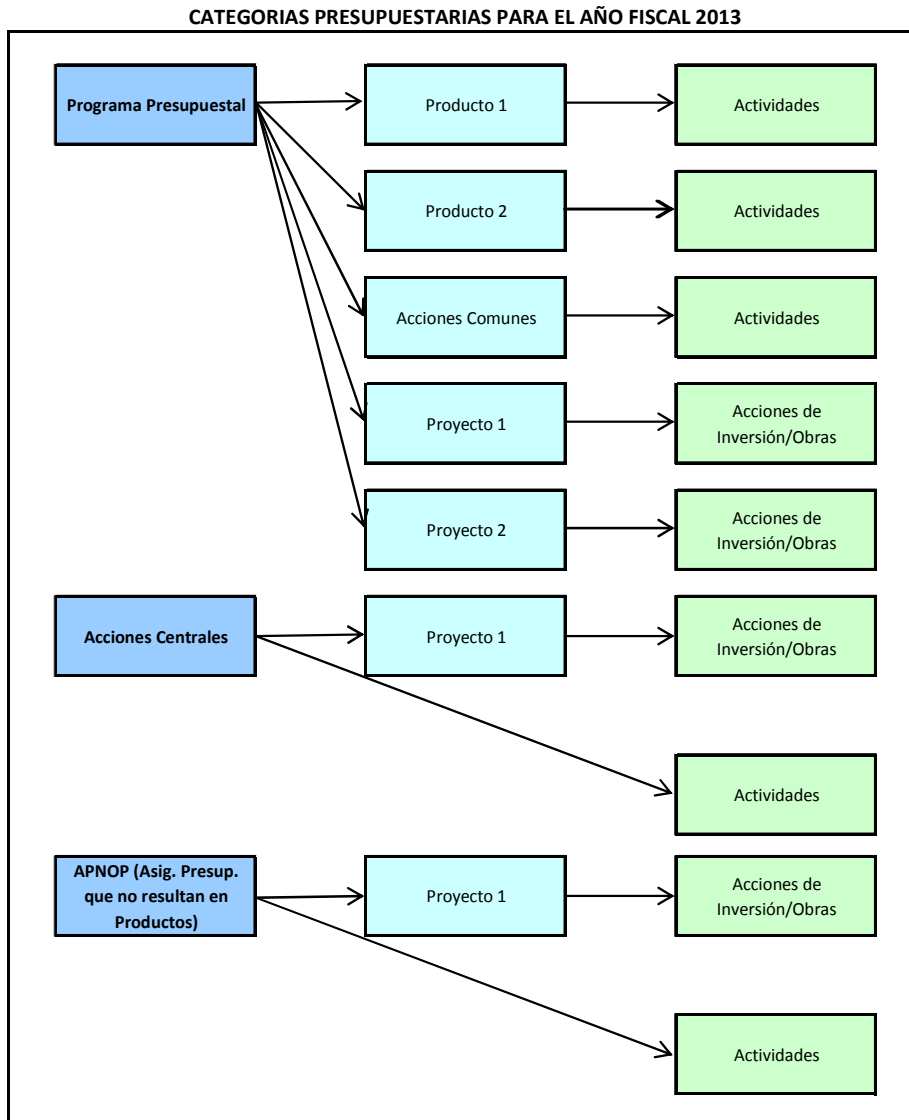 CATEGORIAS PRESUPUESTARIAS PARA EL AÑO FISCAL 2013
Programa Presupuestal
Producto 1
Actividades
Producto 2
Actividades
Acciones Comunes
Actividades
Proyecto 1
Acciones de
Inversión/Obras
Proyecto 2
Acciones de
Inversión/Obras
Acciones Centrales
Proyecto 1
Acciones de
Inversión/Obras
Actividades
APNOP (Asig. Presup.
que no resultan en
Productos)
Proyecto 1
Acciones de
Inversión/Obras
Actividades